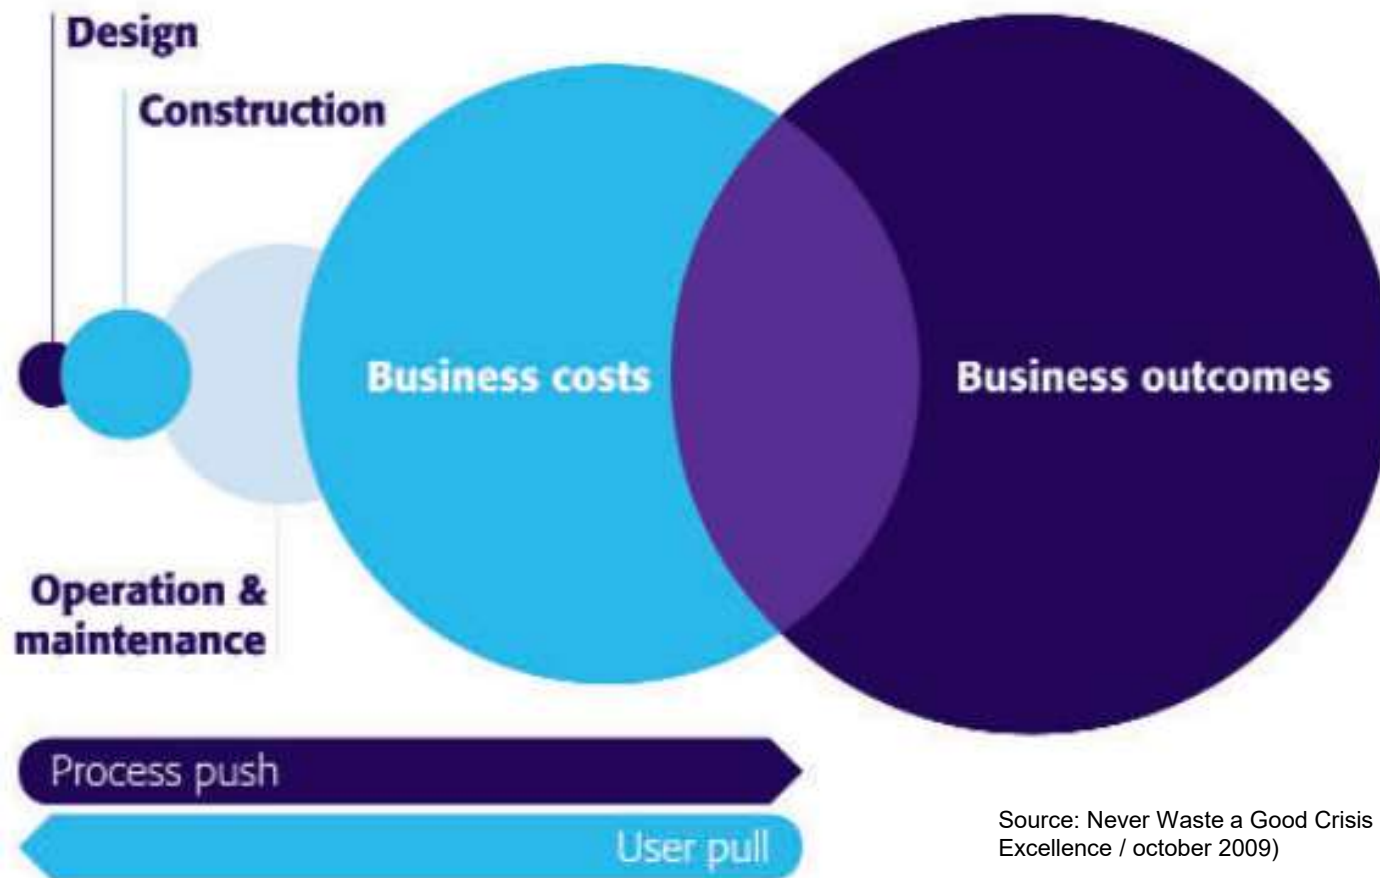 Design
Construction
Business costs
Business outcomes
Operation &
maintenance
Process push
User pull
Source: Never Waste a Good Crisis
Excellence / october 2009)